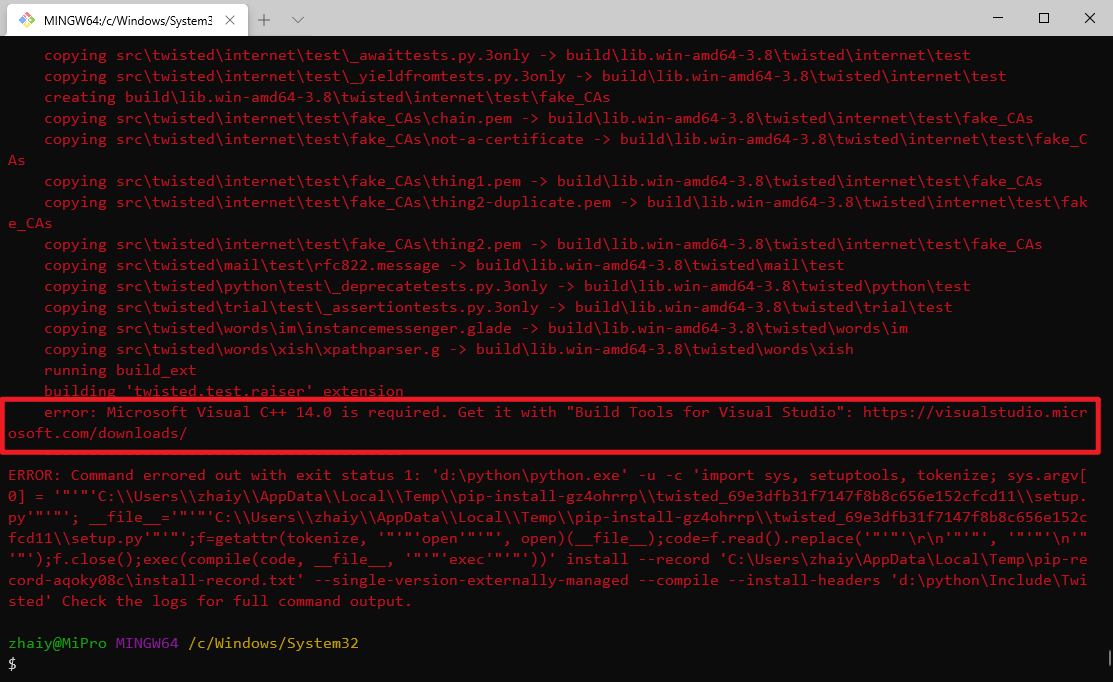 MINGW64:/c/Windows/System3
copying src\twisted\internet\test\_awaittests.py.3only -> build\lib.win-amd64-3.8\twisted\internet\test
copying src\twisted\internet\test\_yieldfromtests.py.3only -> build\lib.win-amd64-3.8\twisted\internet\test
creating build\lib.win-amd64-3.8\twisted\internet\test\fake_CAs
copying src\twisted\internet\test\fake_CAs\chain.pem -> build\lib.win-amd64-3.8\twisted\internet\test\fake_CAs
copying src\twisted\internet\test\fake_CAs\not-a-certificate -> build\lib.win-amd64-3.8\twisted\internet\test\fake_C
As
copying src\twisted\internet\test\fake_CAs\thing1.pem -> build\lib.win-amd64-3.8\twisted\internet\test\fake_CAs
copying src\twisted\internet\test\fake_CAs\thing2-duplicate.pem -> build\lib.win-amd64-3.8\twisted\internet\test\fak
e_CAs
copying src\twisted\internet\test\fake_CAs\thing2.pem -> build\lib.win-amd64-3.8\twisted\internet\test\fake_CAs
copying src\twisted\mail\test\rfc822.message -> build\lib.win-amd64-3.8\twisted\mail\test
copying src\twisted\python\test\_deprecatetests.py.3only -> build\lib.win-amd64-3.8\twisted\python\test
copying src\twisted\trial\test\_assertiontests.py.3only -> build\lib.win-amd64-3.8\twisted\trial\test
copying src\twisted\words\im\instancemessenger.glade -> build\lib.win-amd64-3.8\twisted\words\im
copying src\twisted\words\xish\xpathparser.g -> build\lib.win-amd64-3.8\twisted\words\xish
running build_ext
building 'twisted.test.raiser' extension
error: Microsoft Visual C++ 14.0 is required. Get it with "Build Tools for Visual Studio": https://visualstudio.micr
osoft.com/downloads/
ERROR: Command errored out with exit status 1: 'd:\python\python.exe' -u -c 'import sys, setuptools, tokenize; sys.argv[
0] = '"'"'C:\\Users\\zhaiy\\AppData\\Local\\Temp\\pip-install-gz4ohrrp\\twisted_69e3dfb31f7147f8b8c656e152cfcd11\\setup.
py'"'"'; __file__='"'"'C:\\Users\\zhaiy\\AppData\\Local\\Temp\\pip-install-gz4ohrrp\\twisted_69e3dfb31f7147f8b8c656e152c
fcd11\\setup.py'"'"';f=getattr(tokenize, '"'"'open'"'"', open)(__file__);code=f.read().replace('"'"'\r\n'"'"', '"'"'\n'"
'"');f.close();exec(compile(code, __file__, '"'"'exec'"'"'))' install --record 'C:\Users\zhaiy\AppData\Local\Temp\pip-re
cord-aqoky08c\install-record.txt' --single-version-externally-managed --compile --install-headers 'd:\python\Include\Twi
sted' Check the logs for full command output.
zhaiy@MiPro MINGW64 /c/Windows/System32
$